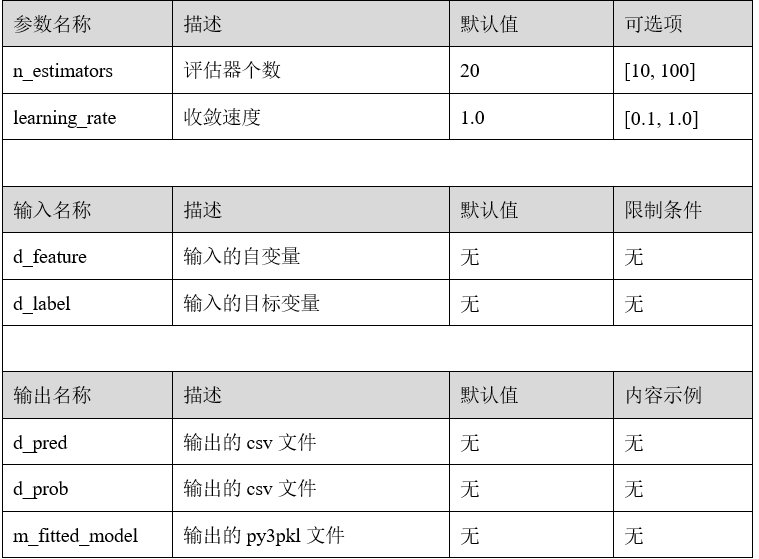 参数名称 描述 默认值 可选项
n_estimators 评估器个数 20 [10, 100]
learning_rate 收敛速度 1.0 [0.1, 1.0]
输入名称 描述 默认值 限制条件
d_feature 输入的自变量 无 无
d_label 输入的目标变量 无 无
输出名称 描述 默认值 内容示例
d_pred 输出的 csv 文件 无 无
d_prob 输出的 csv 文件 无 无
m_fitted_model 输出的 py3pkl 文件 无 无